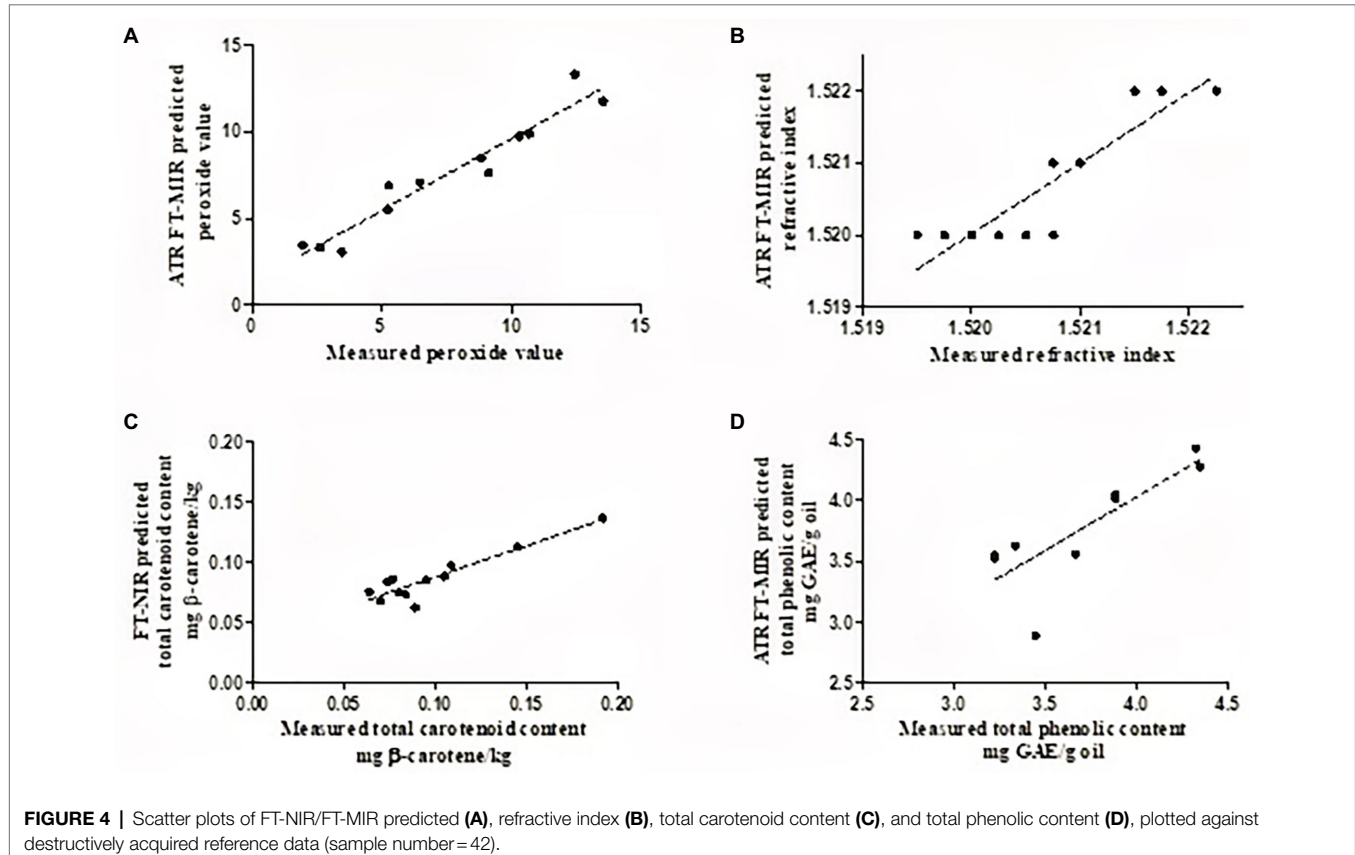 A
ATR FT-MIR predicted
peroxide value
15
10
5
0
0 5 10 15
Measured peroxide value
B
ATR FT-MIR predicted
refractive index
1.522
1.521
1.520
1.519
1.519 1.520 1.521 1.522
Measured refractive index
C
FT-NIR predicted
total carotenoid content
mg β-carotene/kg
0.20
0.15
0.10
0.05
0.00
0.00 0.05 0.10 0.15 0.20
Measured total carotenoid content
mg β-carotene/kg
D
ATR FT-MIR predicted
total phenolic content
mg GAE/g oil
4.5
4.0
3.5
3.0
2.5
2.5 3.0 3.5 4.0 4.5
Measured total phenolic content
mg GAE/g oil
FIGURE 4 | Scatter plots of FT-NIR/FT-MIR predicted (A), refractive index (B), total carotenoid content (C), and total phenolic content (D), plotted against
destructively acquired reference data (sample number = 42).